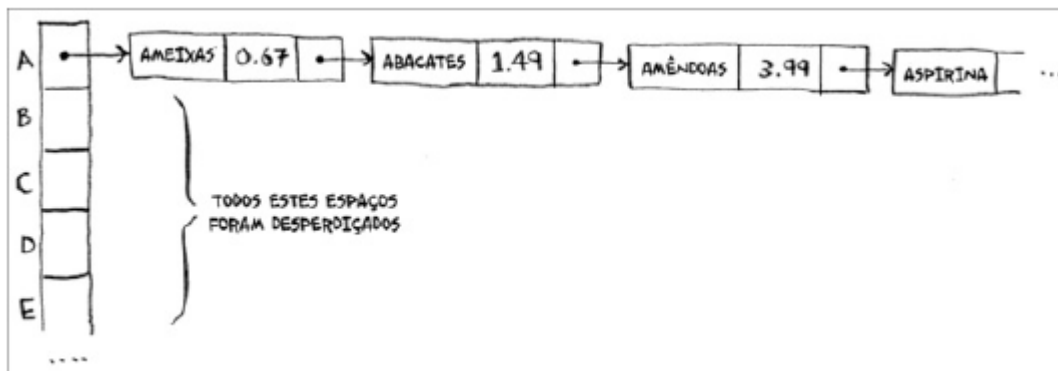 A
AMEIXAS 0.67 ABACATES 1.49 AMÊNDOAS 3.99 ASPIRINA ...
B
C
TODOS ESTES ESPAÇOS
FORAM DESPERDIÇADOS
D
E
....